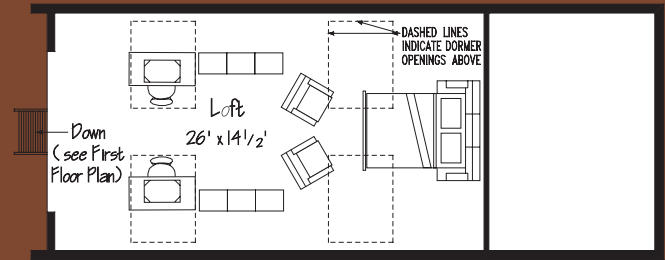 DASHED LINES
INDICATE DORMER
OPENINGS ABOVE
Loft
26' x 14 1/2'
Down
( see First
Floor Plan)